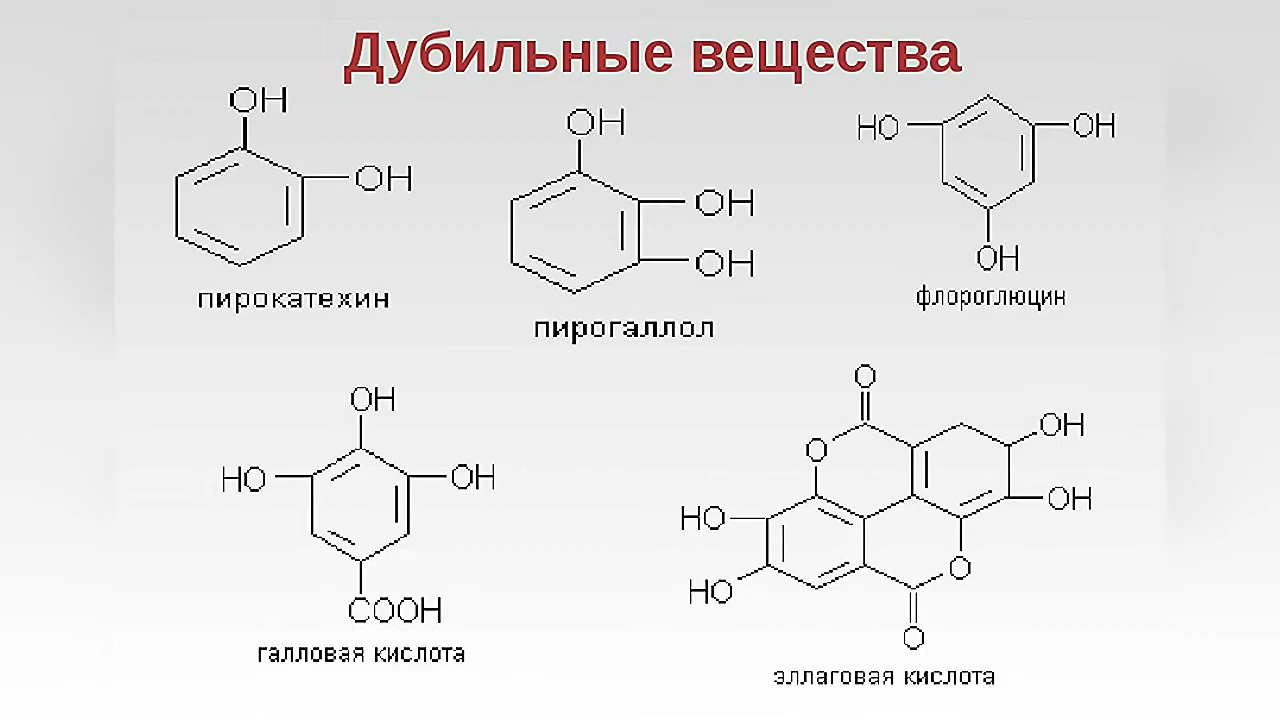 Дубильные вещества
OH
OH
пирокатехин
OH
OH
OH
пирогаллол
HO
OH
OH
флороглюцин
OH
HO
OH
COOH
галловая кислота
O
O
OH
OH
HO
HO
O
O
эллаговая кислота